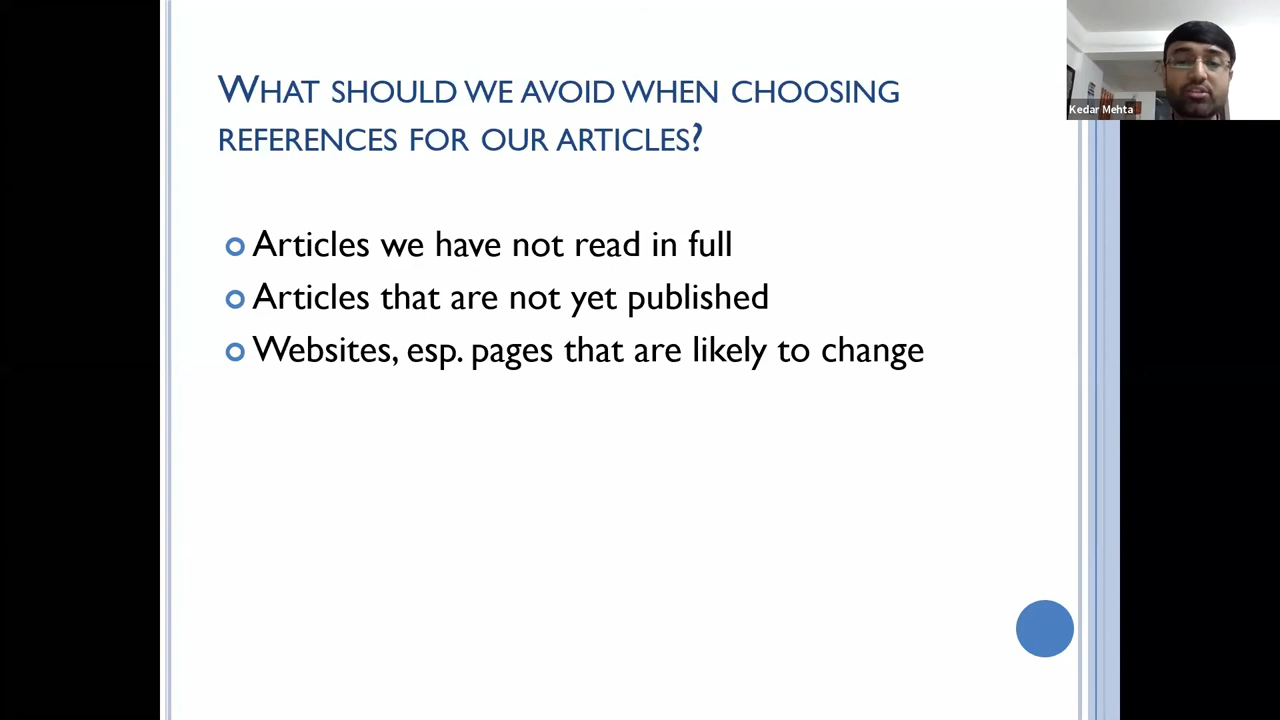 WHAT SHOULD WE AVOID WHEN CHOOSING
REFERENCES FOR OUR ARTICLES?
Articles we have not read in full
Articles that are not yet published
Websites, esp. pages that are likely to change
Kedar Mehta